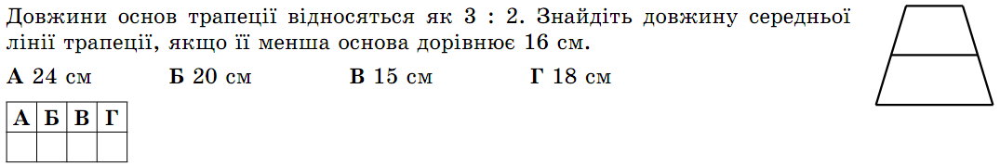 Довжини основ трапеції відносяться як 3 : 2. Знайдіть довжину середньої
лінії трапеції, якщо її менша основа дорівнює 16 см.
А 24 см Б 20 см В 15 см Г 18 см
А Б В Г